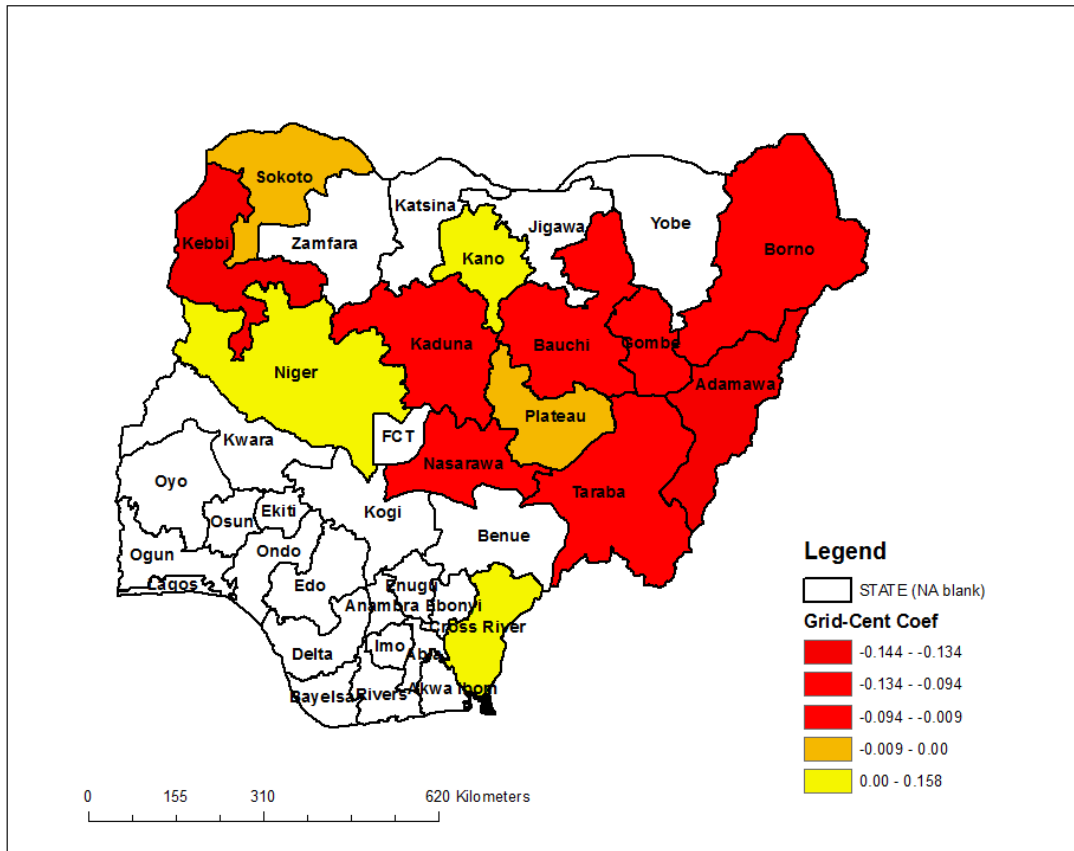 Sokoto
Katsina
Kebbi
Zamfara
Jigawa
Yobe
Borno
Kano
Kaduna
Bauchi
Gombe
Niger
Adamawa
Plateau
FCT
Kwara
Nasarawa
Taraba
Oyo
Kogi
Osun
Ekiti
Benue
Ogun
Ondo
Lagos
Edo
Enugu
Anambra
Ebonyi
Cross River
Delta
Imo
Abia
Bayelsa
Rivers
Akwa Ibom
Legend
STATE (NA blank)
Grid-Cent Coef
-0.144 - -0.134
-0.134 - -0.094
-0.094 - -0.009
-0.009 - 0.00
0.00 - 0.158
0 155 310 620 Kilometers